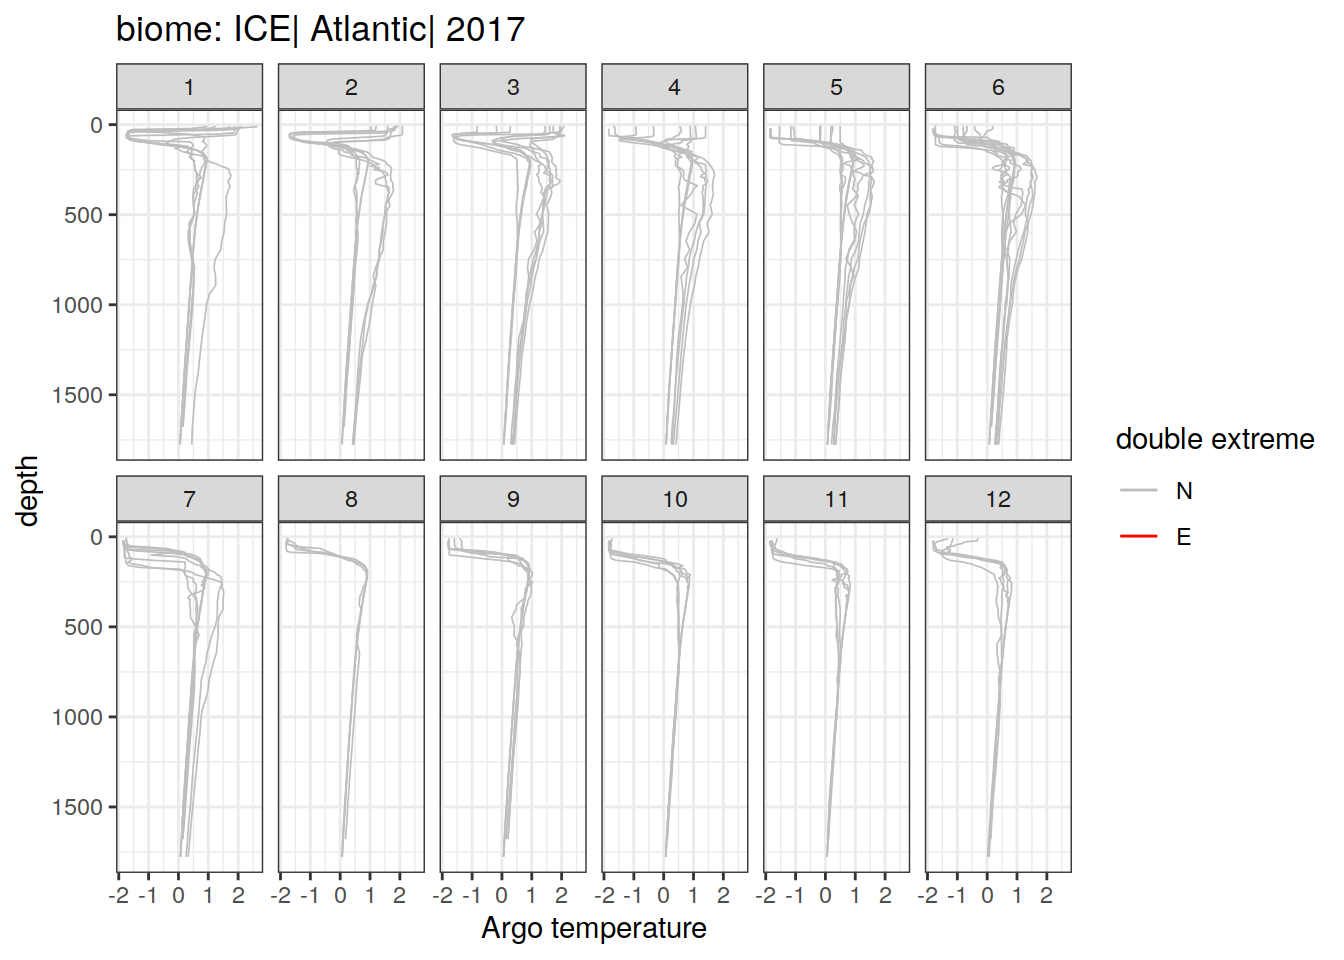 biome: ICE| Atlantic| 2017
1 2 3 4 5 6
0
500
1000
1500
7 8 9 10 11 12
0
500
1000
1500
depth
-2 -1 0 1 2 -2 -1 0 1 2 -2 -1 0 1 2 -2 -1 0 1 2 -2 -1 0 1 2 -2 -1 0 1 2
Argo temperature
double extreme
N
E